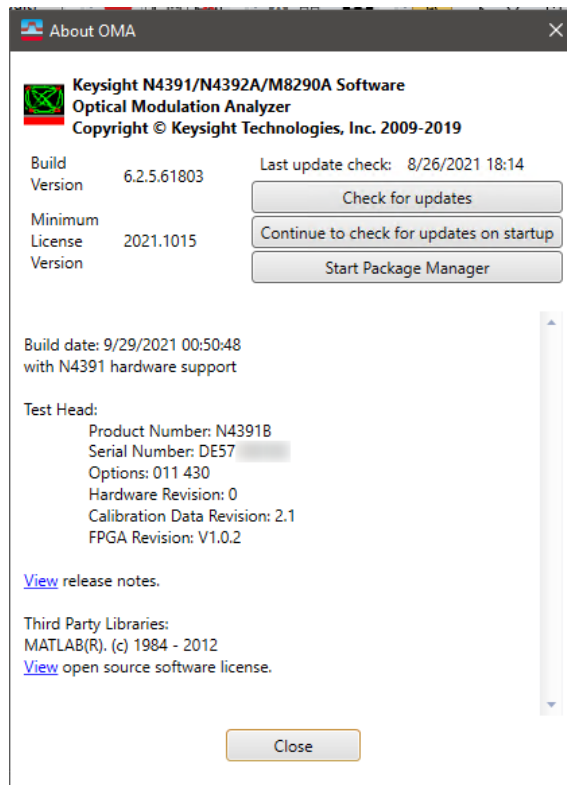 About OMA
Keysight N4391/N4392A/M8290A Software
Optical Modulation Analyzer
Copyright © Keysight Technologies, Inc. 2009-2019
Build
Version
6.2.5.61803
Last update check: 8/26/2021 18:14
Check for updates
Minimum
License
Version
2021.1015
Continue to check for updates on startup
Start Package Manager
Build date: 9/29/2021 00:50:48
with N4391 hardware support
Test Head:
Product Number: N4391B
Serial Number: DE57
Options: 011 430
Hardware Revision: 0
Calibration Data Revision: 2.1
FPGA Revision: V1.0.2
View release notes.
Third Party Libraries:
MATLAB(R). (c) 1984 - 2012
View open source software license.
Close